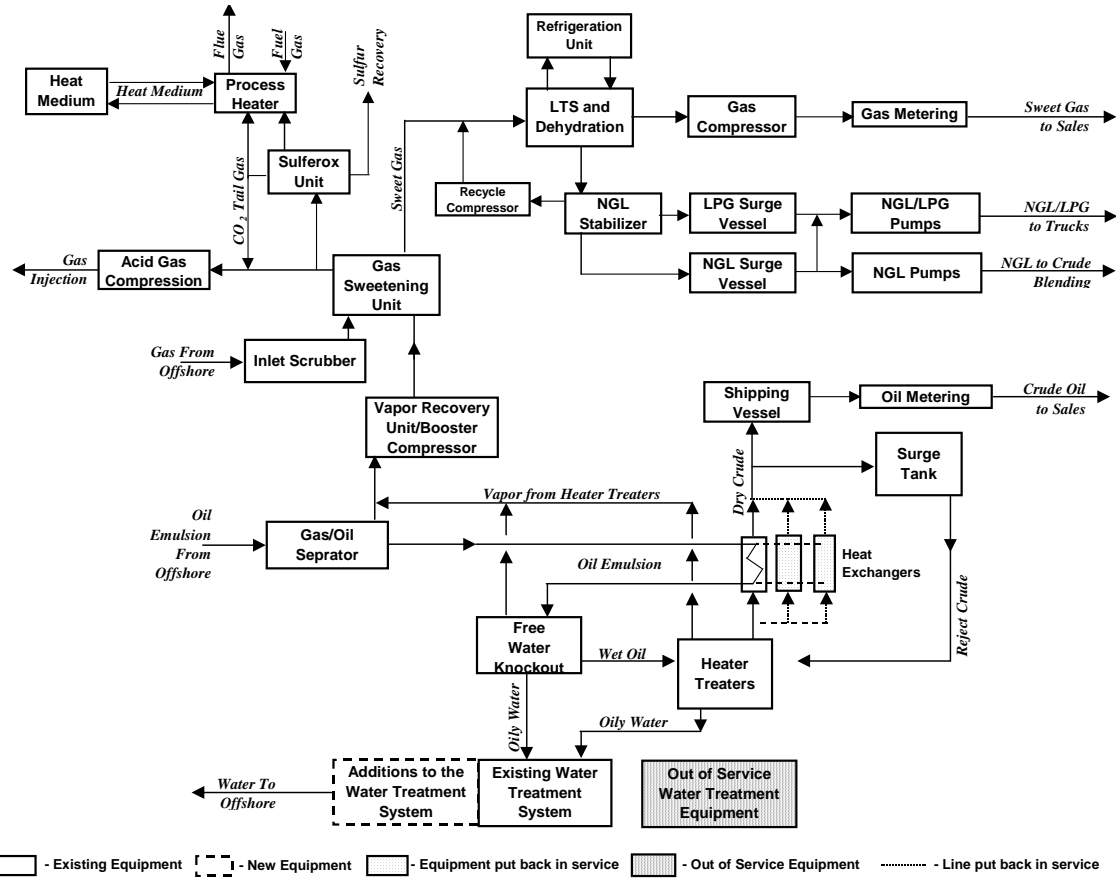 Flue
Gas
Fuel
Gas
Sulfur
Recovery
Refrigeration
Unit
Heat
Medium
Heat Medium
Process
Heater
LTS and
Dehydration
Gas
Compressor
Gas Metering
Sweet Gas
to Sales
CO2 Tail Gas
Sulferox
Unit
Sweet Gas
Recycle
Compressor
NGL
Stabilizer
LPG Surge
Vessel
NGL/LPG
Pumps
NGL/LPG
to Trucks
Gas
Injection
Acid Gas
Compression
Gas
Sweetening
Unit
NGL Surge
Vessel
NGL Pumps
NGL to Crude
Blending
Gas From
Offshore
Inlet Scrubber
Vapor Recovery
Unit/Booster
Compressor
Shipping
Vessel
Oil Metering
Crude Oil
to Sales
Dry Crude
Surge
Tank
Vapor from Heater Treaters
Oil
Emulsion
From
Offshore
Gas/Oil
Seprator
Oil Emulsion
Heat
Exchangers
Reject Crude
Free
Water
Knockout
Wet Oil
Heater
Treaters
Oily Water
Oily Water
Water To
Offshore
Additions to the
Water Treatment
System
Existing Water
Treatment
System
Out of Service
Water Treatment
Equipment
- Existing Equipment
- New Equipment
- Equipment put back in service
- Out of Service Equipment
- Line put back in service